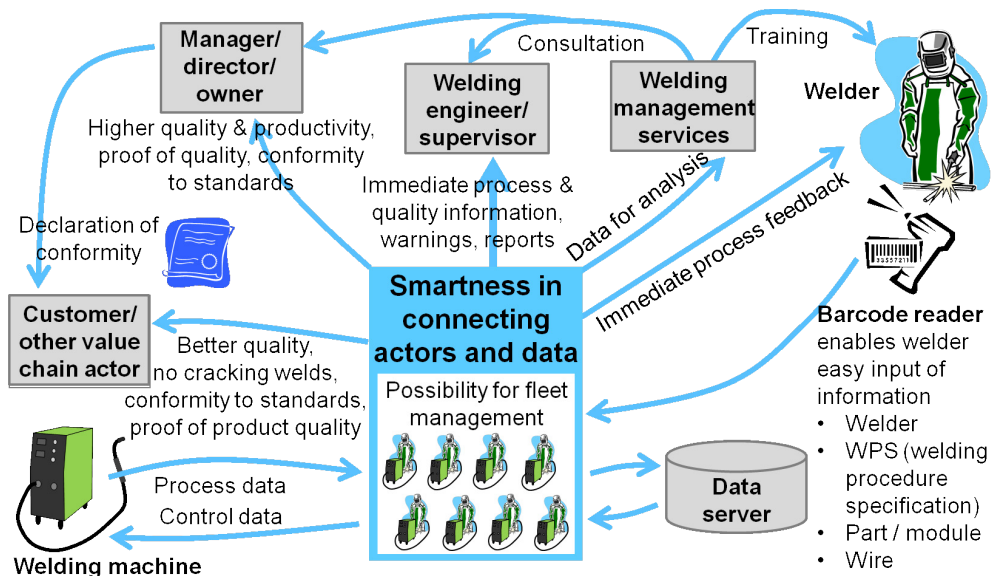 Manager/
director/
owner
Consultation
Training
Welding
engineer/
supervisor
Welding
management
services
Welder
Higher quality & productivity,
proof of quality, conformity
to standards
Immediate process &
quality information,
warnings, reports
Data for analysis
Immediate process feedback
Declaration of
conformity
33357211
Customer/
other value
chain actor
Smartness in
connecting
actors and data
Barcode reader
enables welder
easy input of
information
• Welder
• WPS (welding
procedure
specification)
• Part / module
• Wire
Better quality,
no cracking welds,
conformity to standards,
proof of product quality
Possibility for fleet
management
Process data
Control data
Data
server
Welding machine